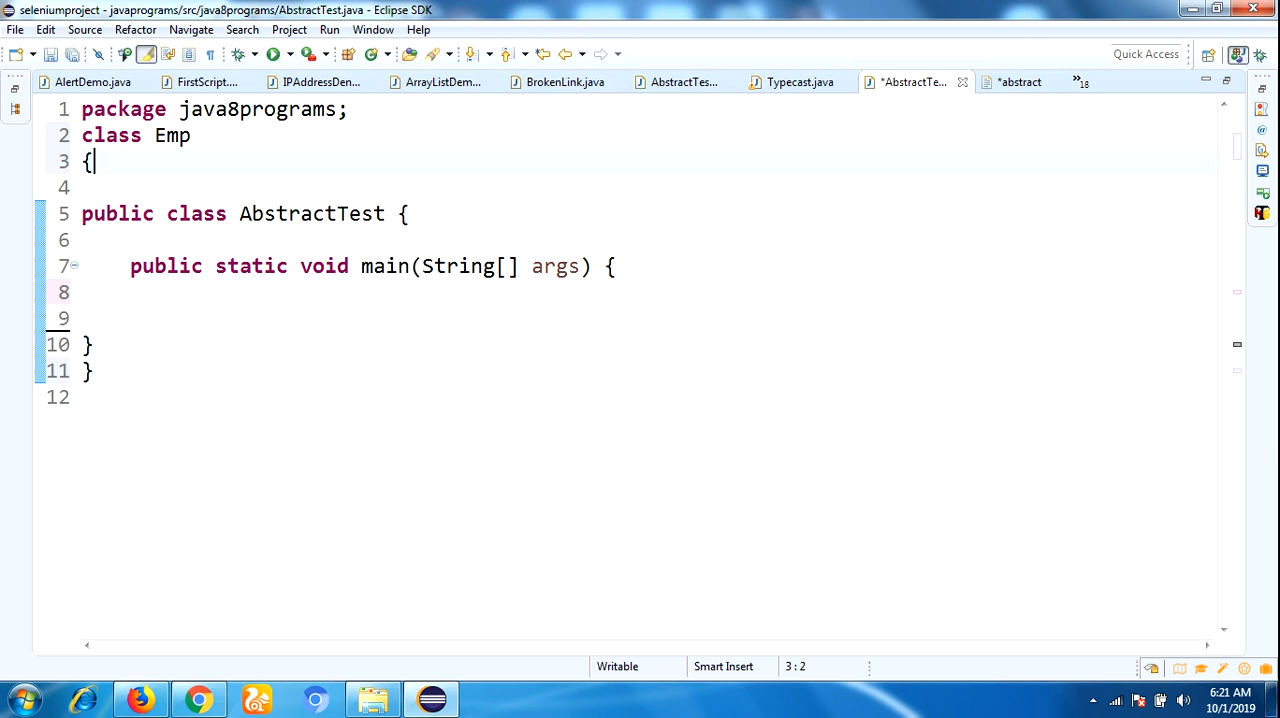 seleniumproject - javaprograms/src/java8programs/AbstractTest.java - Eclipse SDK
File Edit Source Refactor Navigate Search Project Run Window Help
Quick Access
AlertDemo.java FirstScript.... IPAddressDen... ArrayListDemo... BrokenLink.java AbstractTes... Typecast.java *AbstractTe... *abstract »18
1 package java8programs;
2 class Emp
3 {
4
5 public class AbstractTest {
6
7 public static void main(String[] args) {
8
9
10 }
11 }
12
Writable Smart Insert 3 : 2
6:21 AM
10/1/2019